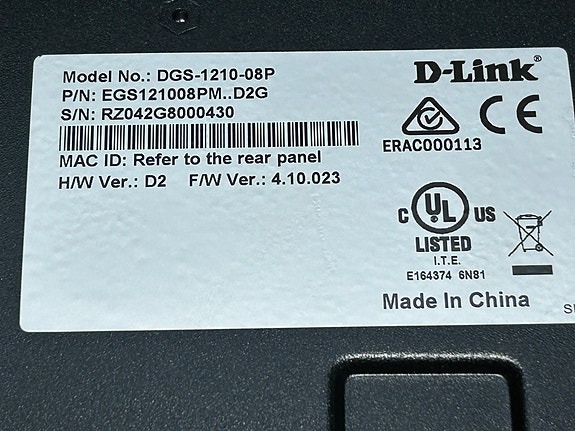 Model No.: DGS-1210-08P
P/N: EGS121008PM..D2G
S/N: RZ042G8000430
MAC ID: Refer to the rear panel
H/W Ver.: D2 F/W Ver.: 4.10.023
D-Link®
CE
ERAC000113
C UL US
LISTED
I.T.E.
E164374 6N81
Made In China